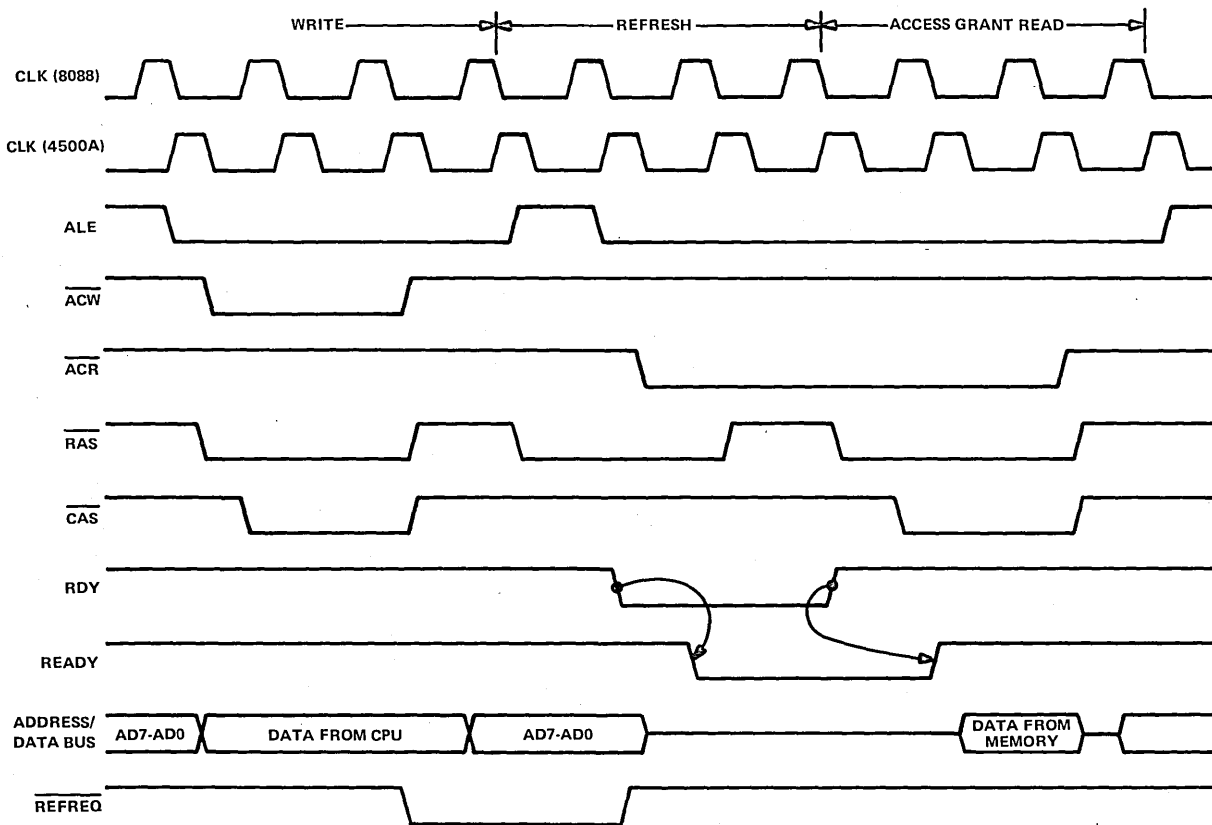 WRITE
REFRESH
ACCESS GRANT READ
CLK (8088)
CLK (4500A)
ALE
ACW
ACR
RAS
CAS
RDY
READY
ADDRESS/
DATA BUS
AD7-AD0
DATA FROM CPU
AD7-AD0
DATA FROM
MEMORY
REFREQ